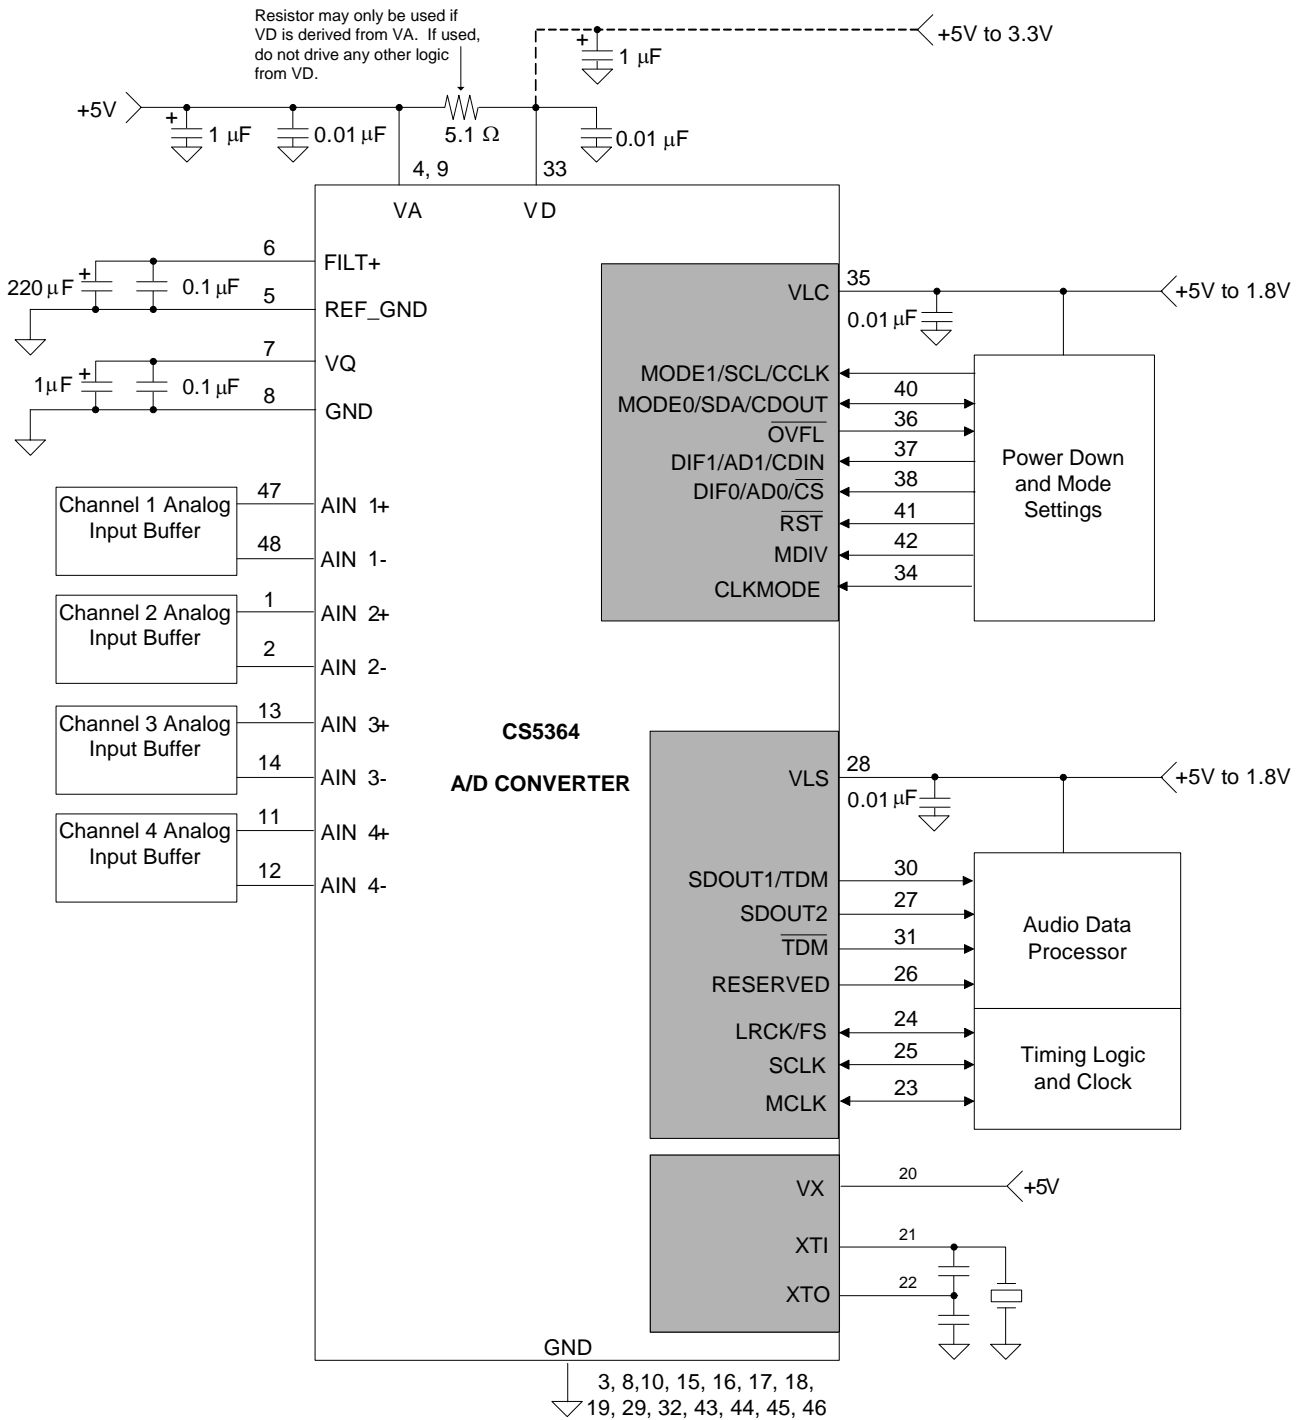 Resistor may only be used if
VD is derived from VA. If used,
do not drive any other logic
from VD.
+5V to 3.3V
+
1 µF
+5V
+
1 µF
0.01 µF
5.1 Ω
0.01 µF
4, 9
33
VA
VD
6
FILT+
220 µF
+
0.1 µF
5
REF_GND
7
VQ
1µF
+
0.1 µF
8
GND
Channel 1 Analog
Input Buffer
47
AIN 1+
48
AIN 1-
Channel 2 Analog
Input Buffer
1
AIN 2+
2
AIN 2-
Channel 3 Analog
Input Buffer
13
AIN 3+
14
AIN 3-
Channel 4 Analog
Input Buffer
11
AIN 4+
12
AIN 4-
CS5364
A/D CONVERTER
VLC
35
0.01 µF
+5V to 1.8V
MODE1/SCL/CCLK
MODE0/SDA/CDOUT
40
OVFL
36
DIF1/AD1/CDIN
37
DIF0/AD0/CS
38
RST
41
MDIV
42
CLKMODE
34
Power Down
and Mode
Settings
VLS
28
0.01 µF
+5V to 1.8V
SDOUT1/TDM
30
SDOUT2
27
TDM
31
RESERVED
26
Audio Data
Processor
LRCK/FS
24
SCLK
25
MCLK
23
Timing Logic
and Clock
VX
20
+5V
XTI
21
XTO
22
GND
3, 8,10, 15, 16, 17, 18,
19, 29, 32, 43, 44, 45, 46